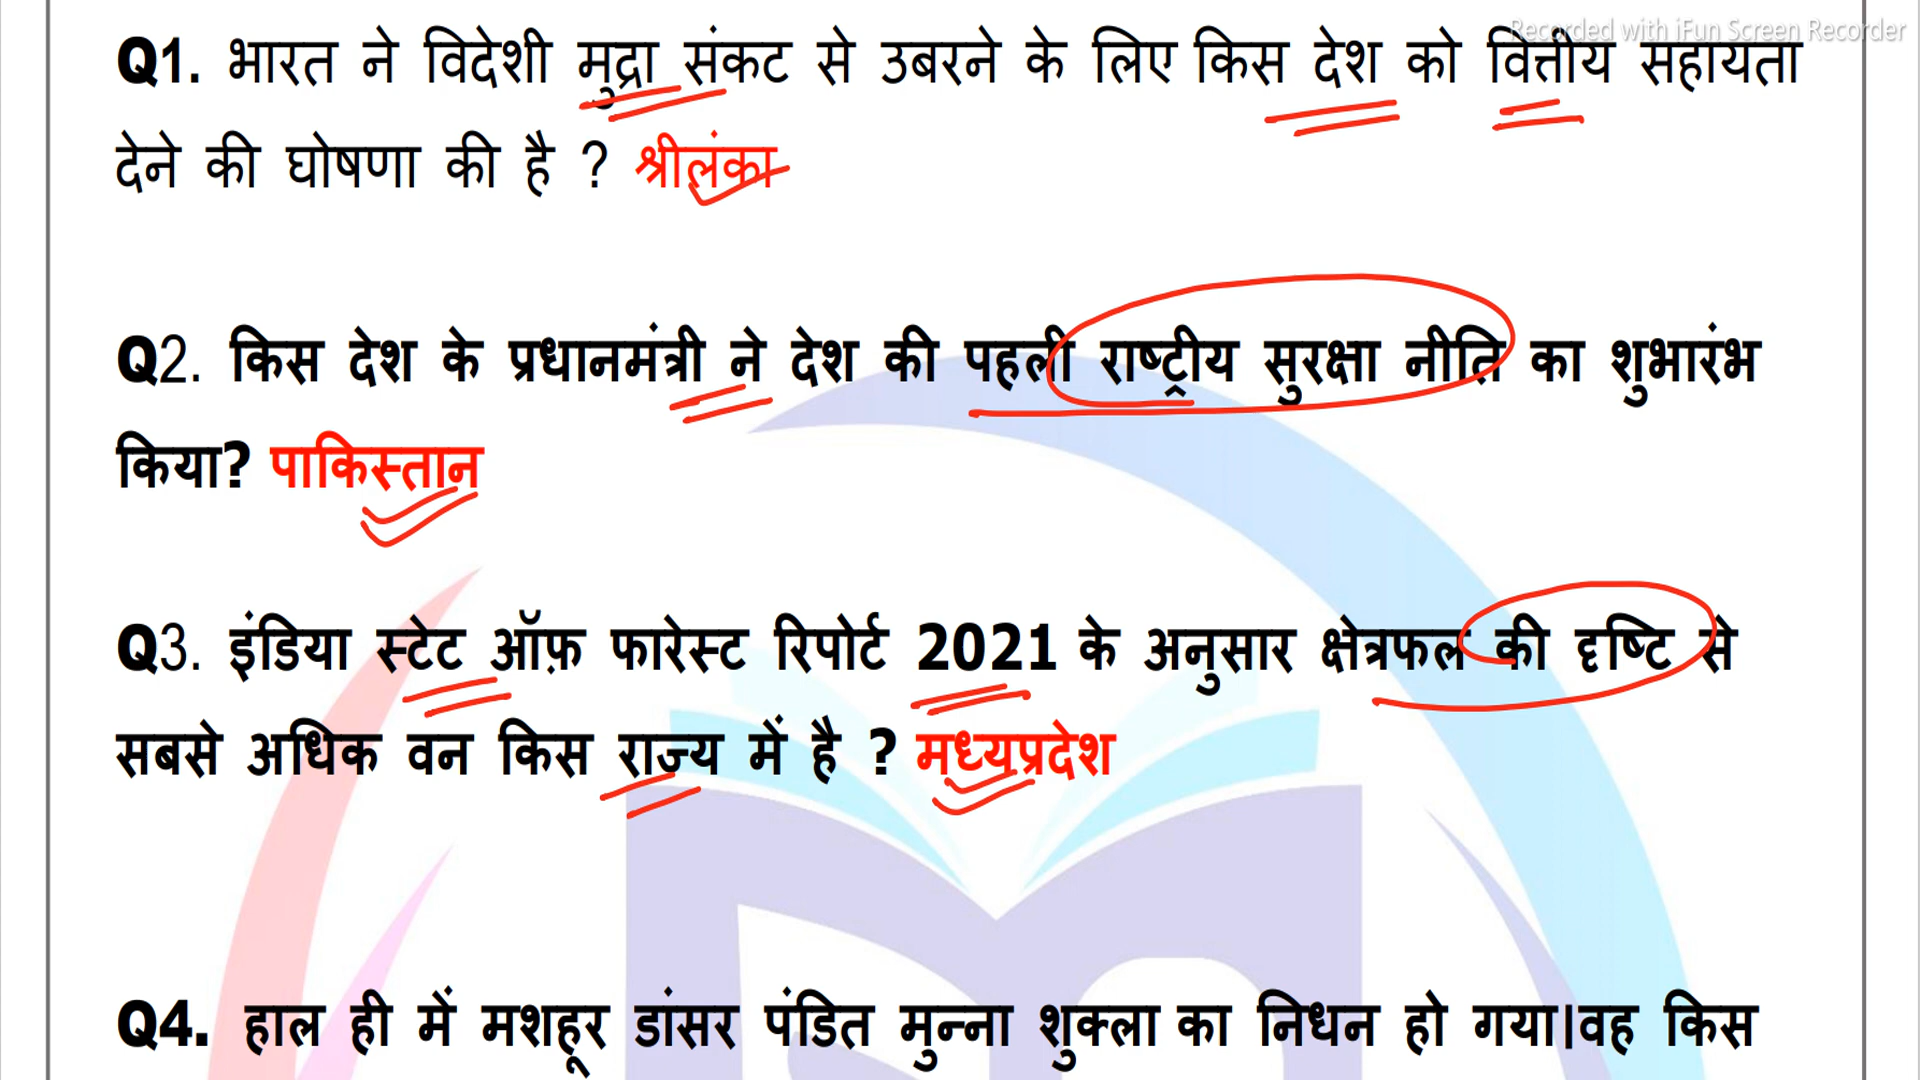 Recorded with iFun Screen Recorder
Q1. भारत ने विदेशी मुद्रा संकट से उबरने के लिए किस देश को वित्तीय सहायता
देने की घोषणा की है ? श्रीलंका
Q2. किस देश के प्रधानमंत्री ने देश की पहली राष्ट्रीय सुरक्षा नीति का शुभारंभ
किया? पाकिस्तान
Q3. इंडिया स्टेट ऑफ़ फारेस्ट रिपोर्ट 2021 के अनुसार क्षेत्रफल की दृष्टि से
सबसे अधिक वन किस राज्य में है ? मध्यप्रदेश
Q4. हाल ही में मशहूर डांसर पंडित मुन्ना शुक्ला का निधन हो गया।वह किस